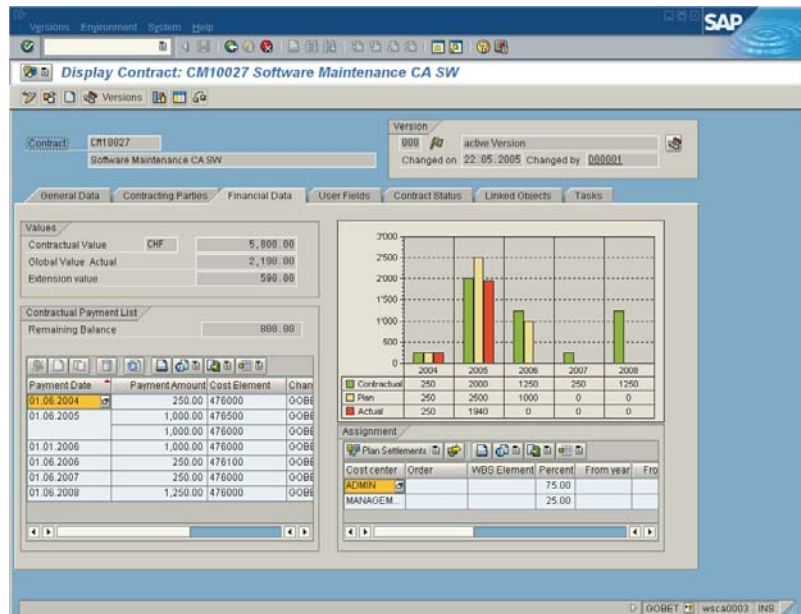 Versions Environment System Help
SAP
Display Contract: CM10027 Software Maintenance CA SW
Versions
Version
Contract CM10027
000 active Version
Software Maintenance CA SW
Changed on 22.05.2005 Changed by D00001
General Data Contracting Parties Financial Data User Fields Contract Status Linked Objects Tasks
Values
Contractual Value CHF 5,800.00
Global Value Actual 2,190.00
Extension value 590.00
Contractual Payment List
Remaining Balance 800.00
Payment Date Payment Amount Cost Element Chan
01.06.2004 250.00 476000 GOBE
01.06.2005 1,000.00 476500 GOBE
1,000.00 476000 GOBE
01.01.2006 1,000.00 476000 GOBE
01.06.2006 250.00 476100 GOBE
01.06.2007 250.00 476000 GOBE
01.06.2008 1,250.00 476000 GOBE
3'000
2'500
2'000
1'500
1'000
500
0
2004 2005 2006 2007 2008
Contractual 250 2000 1250 250 1250
Plan 250 2500 1000 0 0
Actual 250 1940 0 0 0
Assignment
Plan Settlements
Cost center Order WBS Element Percent From year Fro
ADMIN 75.00
MANAGEM... 25.00
GOBET wsca0003 INS